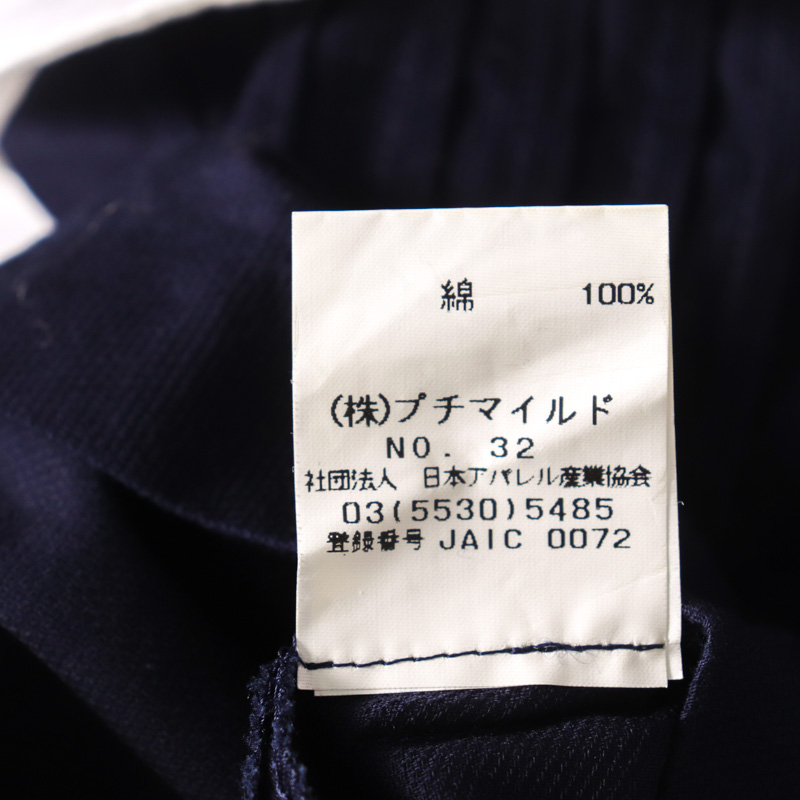 綿 100%
(株)プチマイルド
NO. 32
社団法人 日本アパレル産業協会
03(5530)5485
登録番号 JAIC 0072